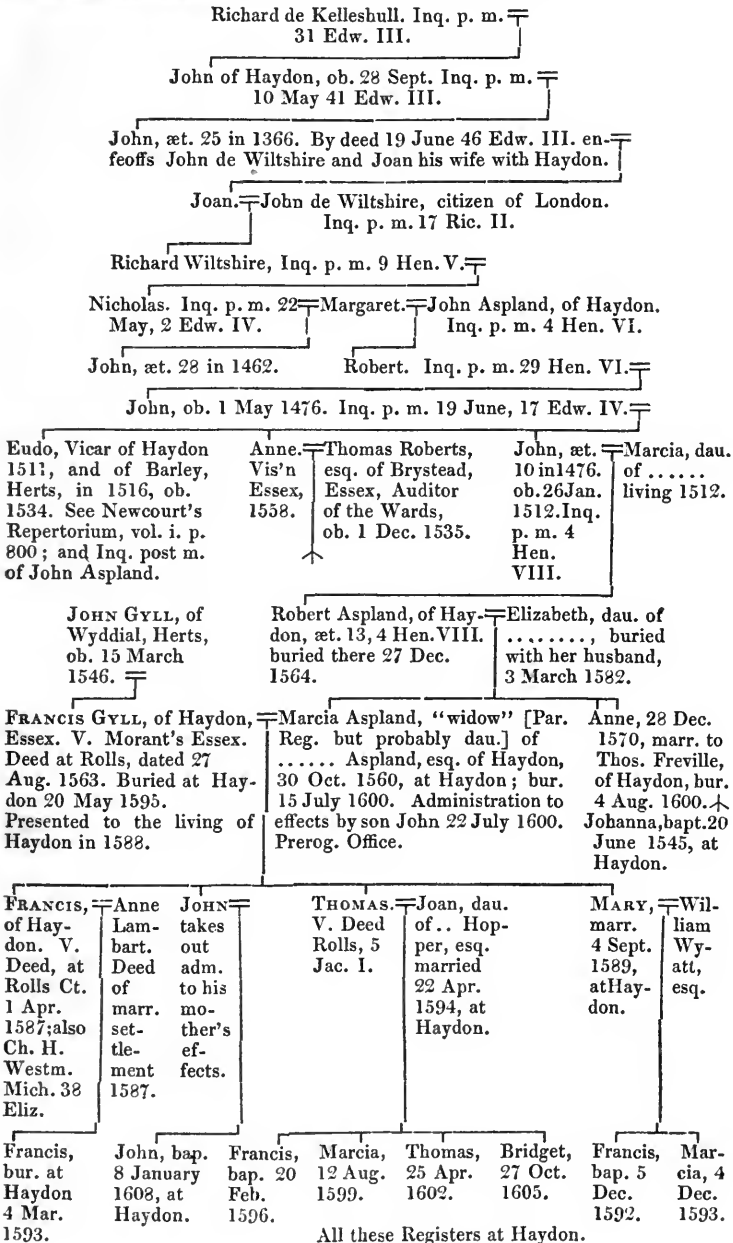 Richard de Kelleshull. Inq. p. m.
31 Edw. III.
John of Haydon, ob. 28 Sept. Inq. p. m.
10 May 41 Edw. III.
John, æt. 25 in 1366. By deed 19 June 46 Edw. III. en-
feoffs John de Wiltshire and Joan his wife with Haydon.
Joan. John de Wiltshire, citizen of London.
Inq. p. m. 17 Ric. II.
Richard Wiltshire, Inq. p. m. 9 Hen. V.
Nicholas. Inq. p. m. 22
May, 2 Edw. IV.
Margaret.
John Aspland, of Haydon.
Inq. p. m. 4 Hen. VI.
John, æt. 28 in 1462.
Robert. Inq. p. m. 29 Hen. VI.
John, ob. 1 May 1476. Inq. p. m. 19 June, 17 Edw. IV.
Eudo, Vicar of Haydon
1511, and of Barley,
Herts, in 1516, ob.
1534. See Newcourt's
Repertorium, vol. i. p.
800; and Inq. post m.
of John Aspland.
Anne.
Vis'n
Essex,
1558.
Thomas Roberts,
esq. of Brystead,
Essex, Auditor
of the Wards,
ob. 1 Dec. 1535.
John, æt.
10 in 1476.
ob. 26 Jan.
1512. Inq.
p. m. 4
Hen.
VIII.
Marcia, dau.
of ......
living 1512.
JOHN GYLL, of
Wyddial, Herts,
ob. 15 March
1546.
Robert Aspland, of Hay-
don, æt. 13, 4 Hen. VIII.
buried there 27 Dec.
1564.
Elizabeth, dau. of
........, buried
with her husband,
3 March 1582.
FRANCIS GYLL, of Haydon,
Essex. V. Morant's Essex.
Deed at Rolls, dated 27
Aug. 1563. Buried at Hay-
don 20 May 1595.
Presented to the living of
Haydon in 1588.
Marcia Aspland, "widow" [Par.
Reg. but probably dau.] of
...... Aspland, esq. of Haydon,
30 Oct. 1560, at Haydon; bur.
15 July 1600. Administration to
effects by son John 22 July 1600.
Prerog. Office.
Anne, 28 Dec.
1570, marr. to
Thos. Freville,
of Haydon, bur.
4 Aug. 1600.
Johanna, bapt. 20
June 1545, at
Haydon.
FRANCIS,
of Hay-
don. V.
Deed, at
Rolls Ct.
1 Apr.
1587; also
Ch. H.
Westm.
Mich. 38
Eliz.
Anne
Lam-
bart.
Deed
of
marr.
set-
tle-
ment
1587.
JOHN
takes
out
adm.
to his
mo-
ther's
ef-
fects.
THOMAS.
V. Deed
Rolls, 5
Jac. I.
Joan, dau.
of .. Hop-
per, esq.
married
22 Apr.
1594, at
Haydon.
MARY,
marr.
4 Sept.
1589,
at Hay-
don.
Wil-
liam
Wy-
att,
esq.
Francis,
bur. at
Haydon
4 Mar.
1593.
John, bap.
8 January
1608, at
Haydon.
Francis,
bap. 20
Feb.
1596.
Marcia,
12 Aug.
1599.
Thomas,
25 Apr.
1602.
Bridget,
27 Oct.
1605.
Francis,
bap. 5
Dec.
1592.
Mar-
cia, 4
Dec.
1593.
All these Registers at Haydon.